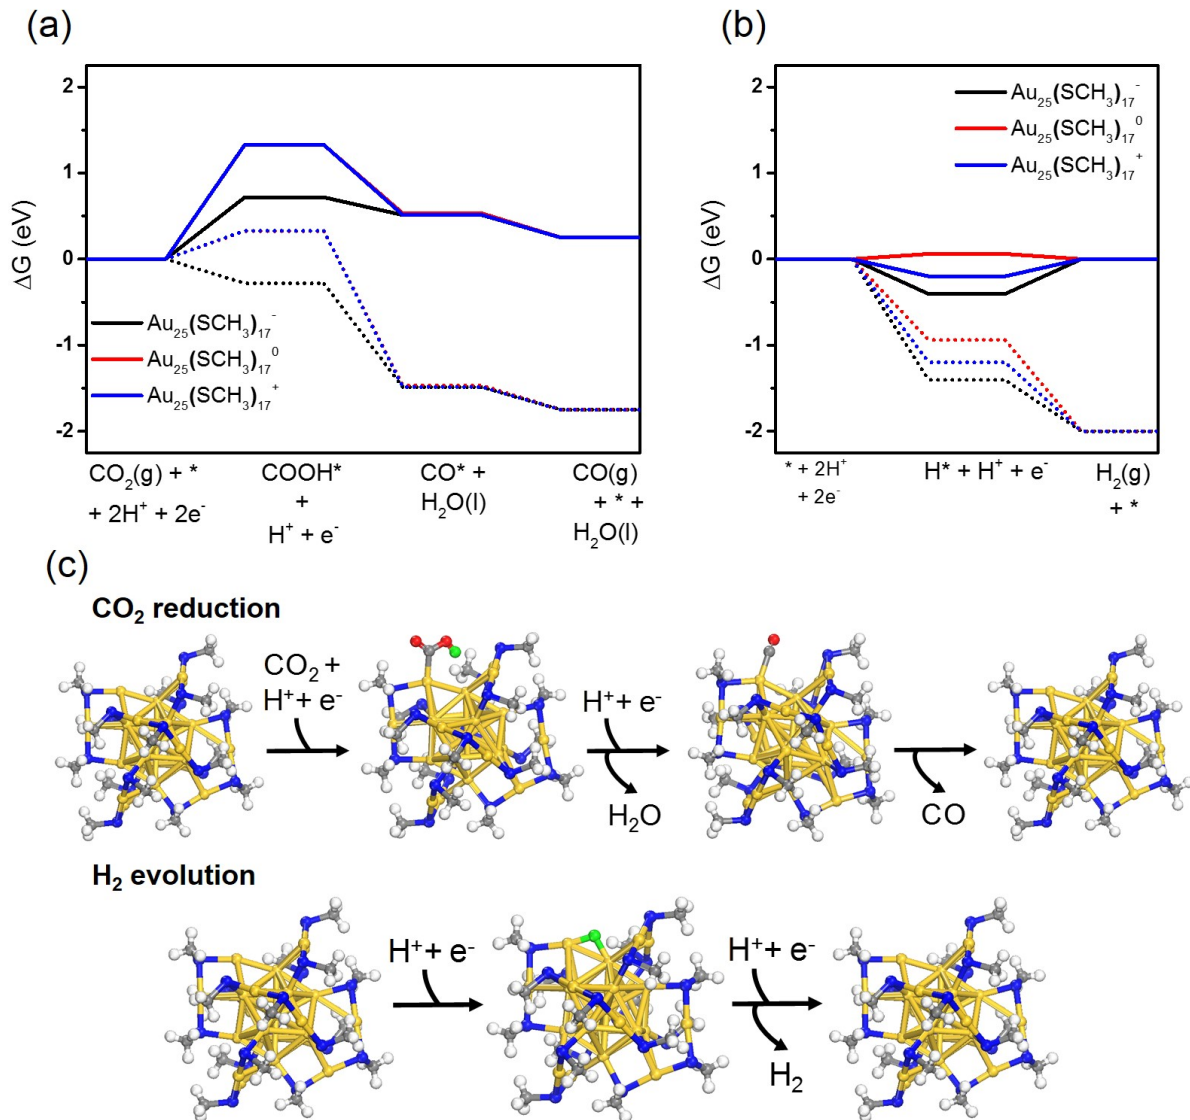 (a)
2
1
0
-1
-2
ΔG (eV)
Au₂₅(SCH₃)₁₇⁻
Au₂₅(SCH₃)₁₇⁰
Au₂₅(SCH₃)₁₇⁺
CO₂(g) + *
+ 2H⁺ + 2e⁻
COOH*
+
H⁺ + e⁻
CO* +
H₂O(l)
CO(g)
+ * +
H₂O(l)
(b)
2
1
0
-1
-2
ΔG (eV)
Au₂₅(SCH₃)₁₇⁻
Au₂₅(SCH₃)₁₇⁰
Au₂₅(SCH₃)₁₇⁺
* + 2H⁺
+ 2e⁻
H* + H⁺ + e⁻
H₂(g)
+ *
(c)
CO₂ reduction
CO₂ +
H⁺+ e⁻
H⁺+ e⁻
H₂O
CO
H₂ evolution
H⁺+ e⁻
H⁺+ e⁻
H₂